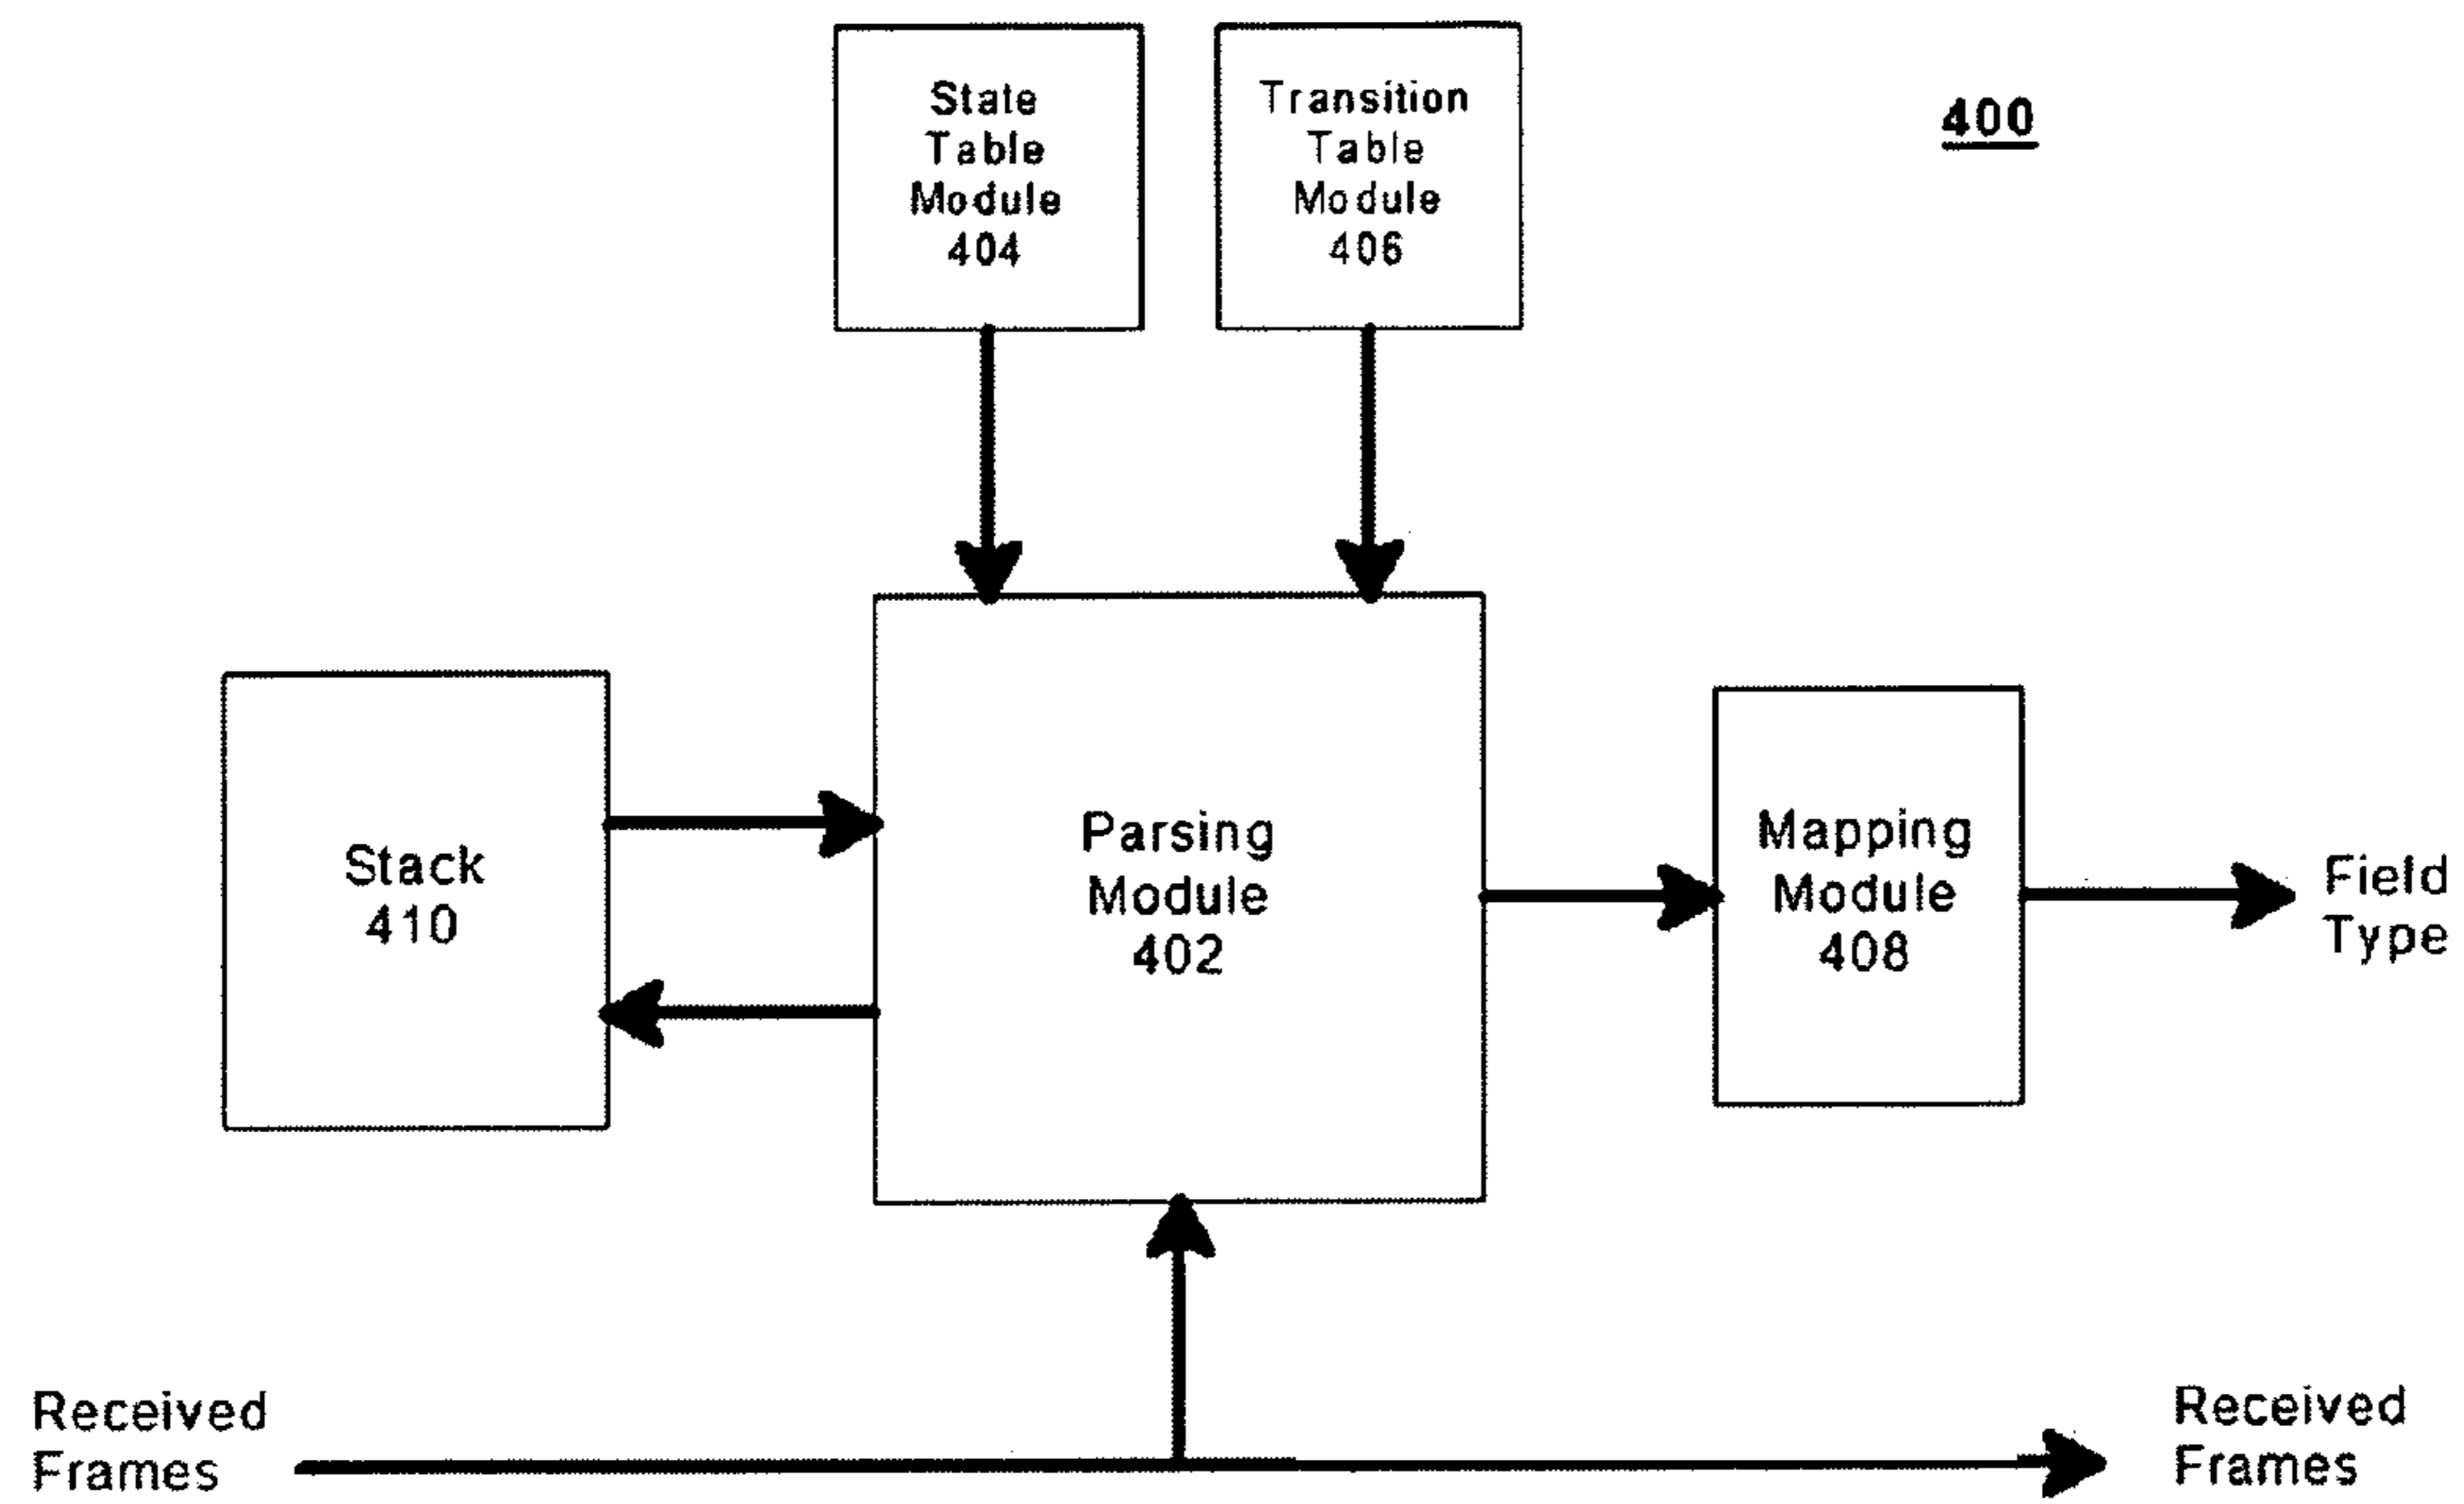 State
Table
Module
404
Transition
Table
Module
406
400
Stack
410
Parsing
Module
402
Mapping
Module
408
Field
Type
Received
Frames
Received
Frames